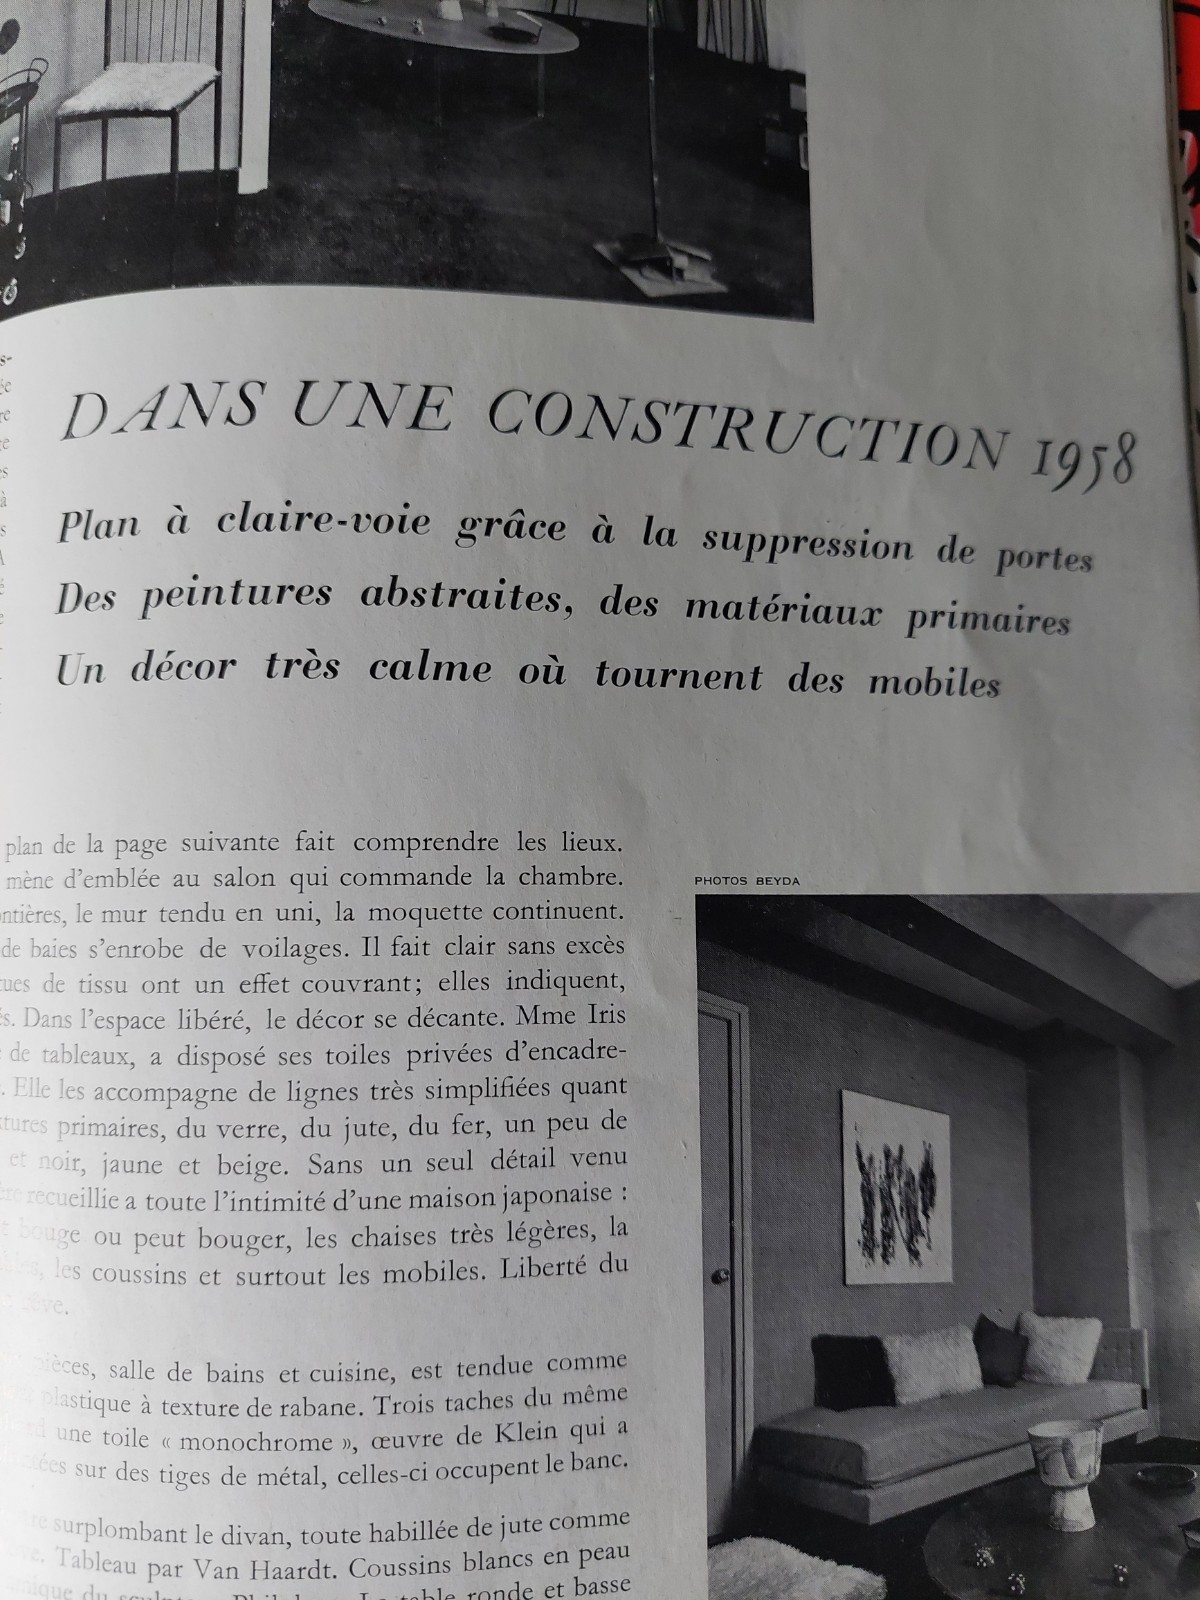 DANS UNE CONSTRUCTION 1958
Plan à claire-voie grâce à la suppression de portes
Des peintures abstraites, des matériaux primaires
Un décor très calme où tournent des mobiles
plan de la page suivante fait comprendre les lieux.
mène d'emblée au salon qui commande la chambre.
le mur tendu en uni, la moquette continuent.
de baies s'enrobe de voilages. Il fait clair sans excès
de tissu ont un effet couvrant; elles indiquent,
Dans l'espace libéré, le décor se décante. Mme Iris
de tableaux, a disposé ses toiles privées d'encadre-
Elle les accompagne de lignes très simplifiées quant
primaires, du verre, du jute, du fer, un peu de
et noir, jaune et beige. Sans un seul détail venu
recueillie a toute l'intimité d'une maison japonaise :
bouge ou peut bouger, les chaises très légères, la
les coussins et surtout les mobiles. Liberté du
rêve.
pièces, salle de bains et cuisine, est tendue comme
plastique à texture de rabane. Trois taches du même
une toile « monochrome », œuvre de Klein qui a
sur des tiges de métal, celles-ci occupent le banc.
surplombant le divan, toute habillée de jute comme
Tableau par Van Haardt. Coussins blancs en peau
du table ronde et basse
PHOTOS BEYDA